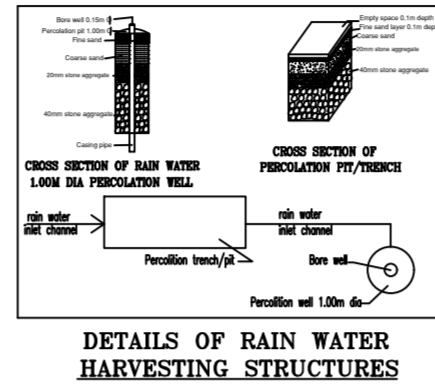 Bore well 0.15m
Percolation pit 1.00m
Fine sand
Coarse sand
20mm stone aggregate
40mm stone aggregate
Casing pipe
CROSS SECTION OF RAIN WATER
1.00M DIA PERCOLATION WELL
Empty space 0.1m depth
Fine sand layer 0.1m dep
Coarse sand
20mm stone aggregate
40mm stone aggregate
CROSS SECTION OF
PERCOLATION PIT/TRENCH
rain water
inlet channel
Percolition trench/pit
rain water
inlet channel
Bore well
Percolition well 1.00m dia
DETAILS OF RAIN WATER
HARVESTING STRUCTURES